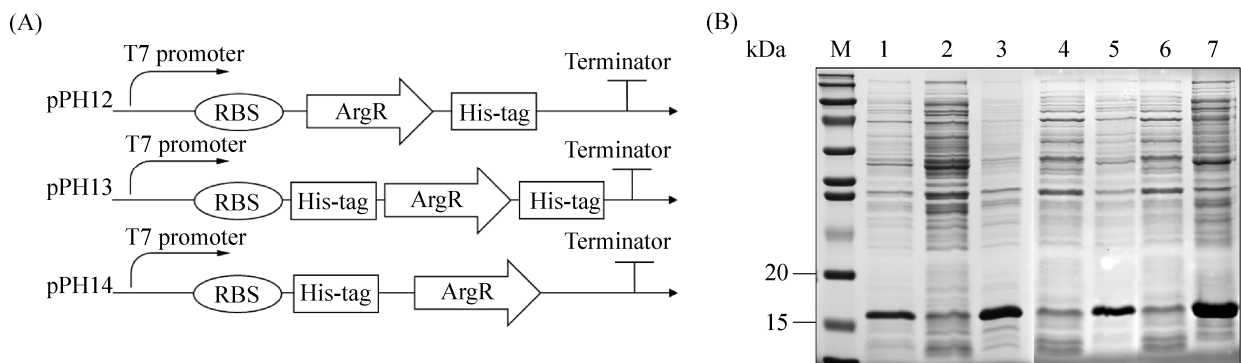 (A)
T7 promoter
Terminator
pPH12
RBS
ArgR
His-tag
T7 promoter
Terminator
pPH13
RBS
His-tag
ArgR
His-tag
T7 promoter
Terminator
pPH14
RBS
His-tag
ArgR
(B)
kDa M 1 2 3 4 5 6 7
20
15